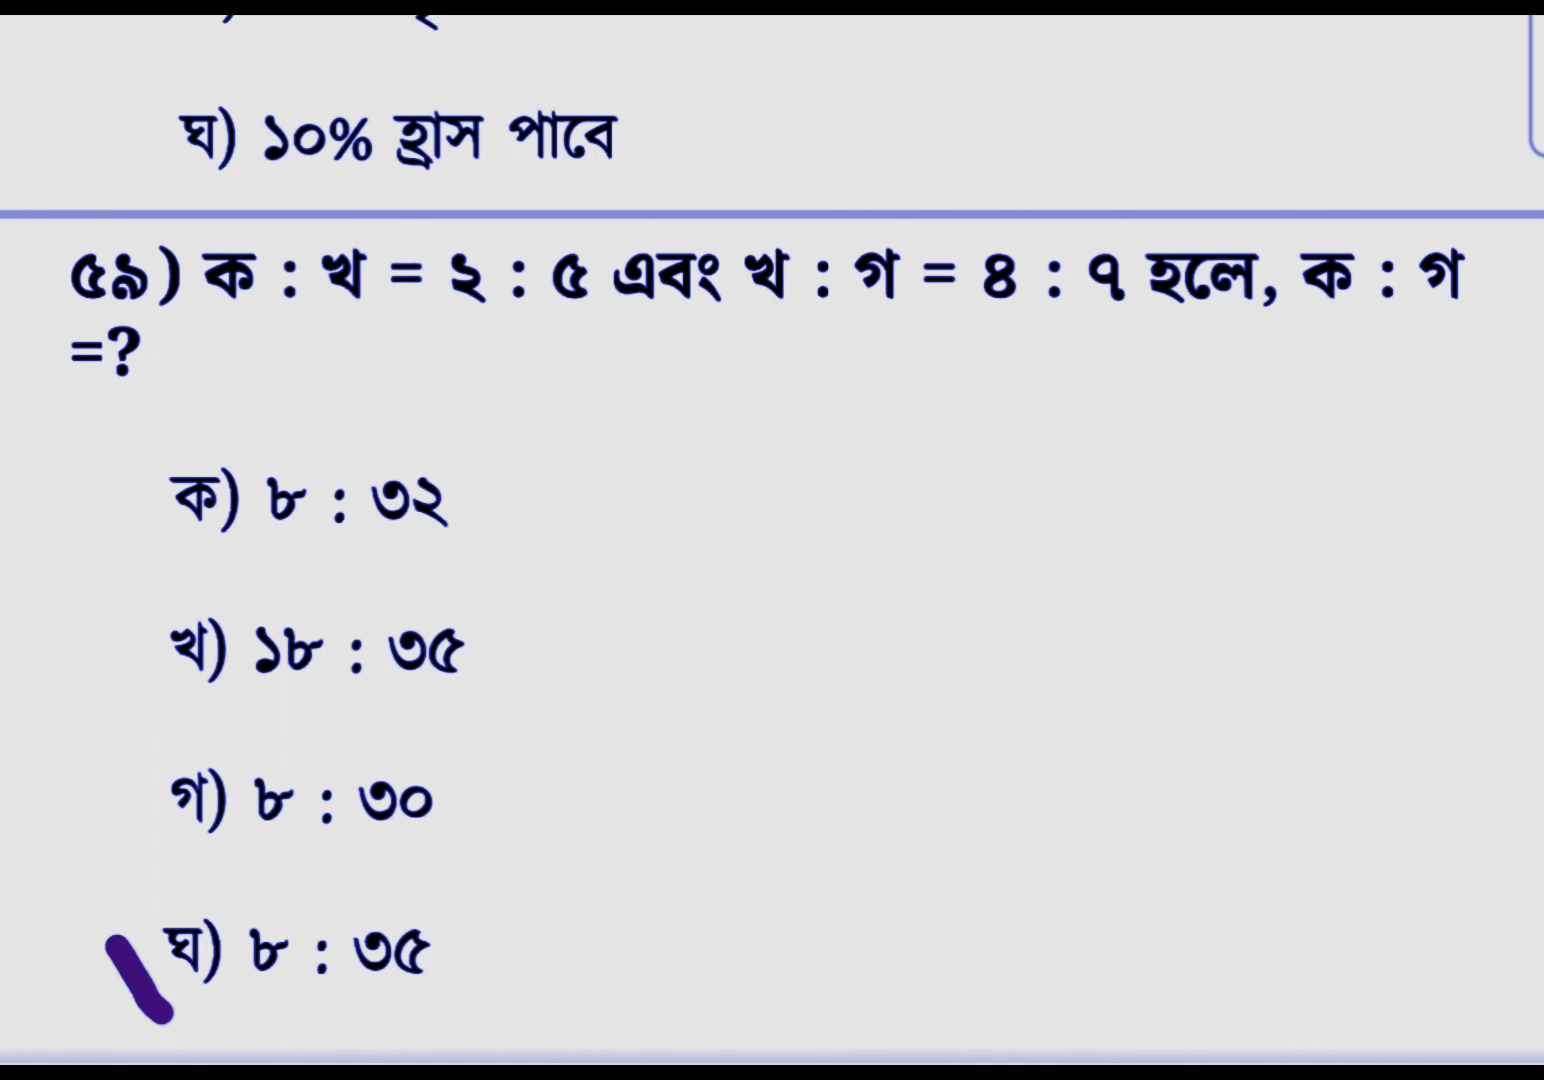 ঘ) ১০% হ্রাস পাবে
৫৯) ক : খ = ২ : ৫ এবং খ : গ = ৪ : ৭ হলে, ক : গ
=?
ক) ৮ : ৩২
খ) ১৮ : ৩৫
গ) ৮ : ৩০
ঘ) ৮ : ৩৫